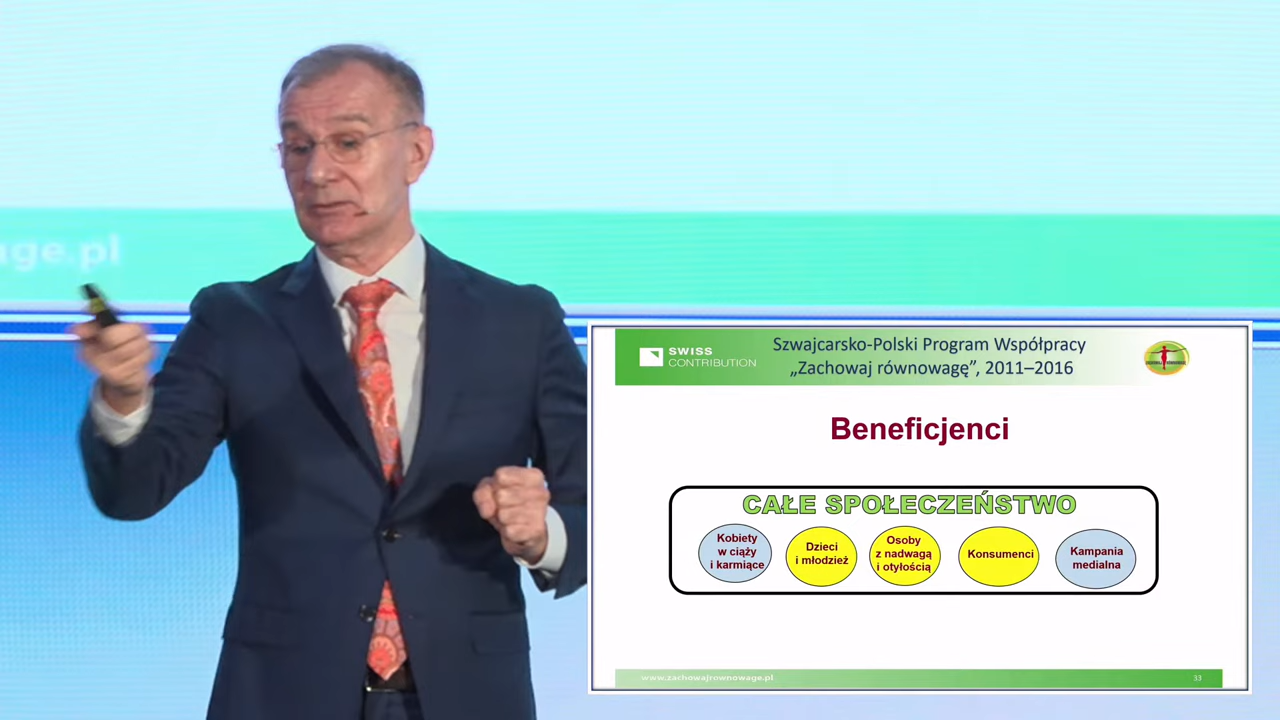 age.pl
SWISS
CONTRIBUTION
Szwajcarsko-Polski Program Współpracy
„Zachowaj równowagę”, 2011–2016
Beneficjenci
CAŁE SPOŁECZEŃSTWO
Kobiety
w ciąży
i karmiące
Dzieci
i młodzież
Osoby
z nadwagą
i otyłością
Konsumenci
Kampania
medialna
www.zachowajrownowage.pl
33